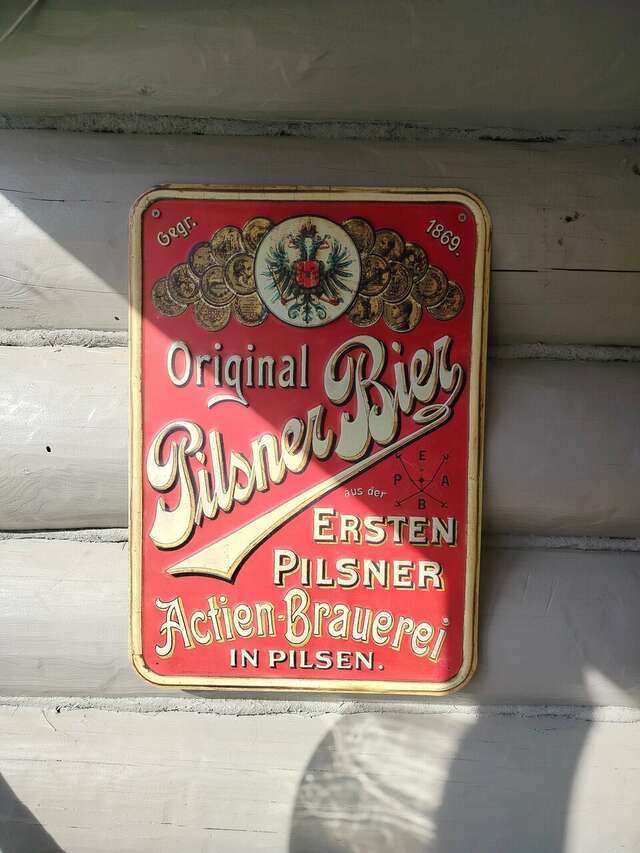 Gegr. 1869.
Original
Pilsner Bier
aus der
E
P A
B
ERSTEN
PILSNER
Actien-Brauerei
IN PILSEN.